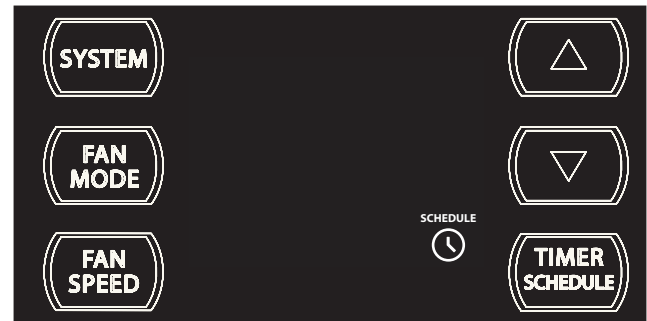 SYSTEM
FAN
MODE
SCHEDULE
FAN
SPEED
TIMER
SCHEDULE